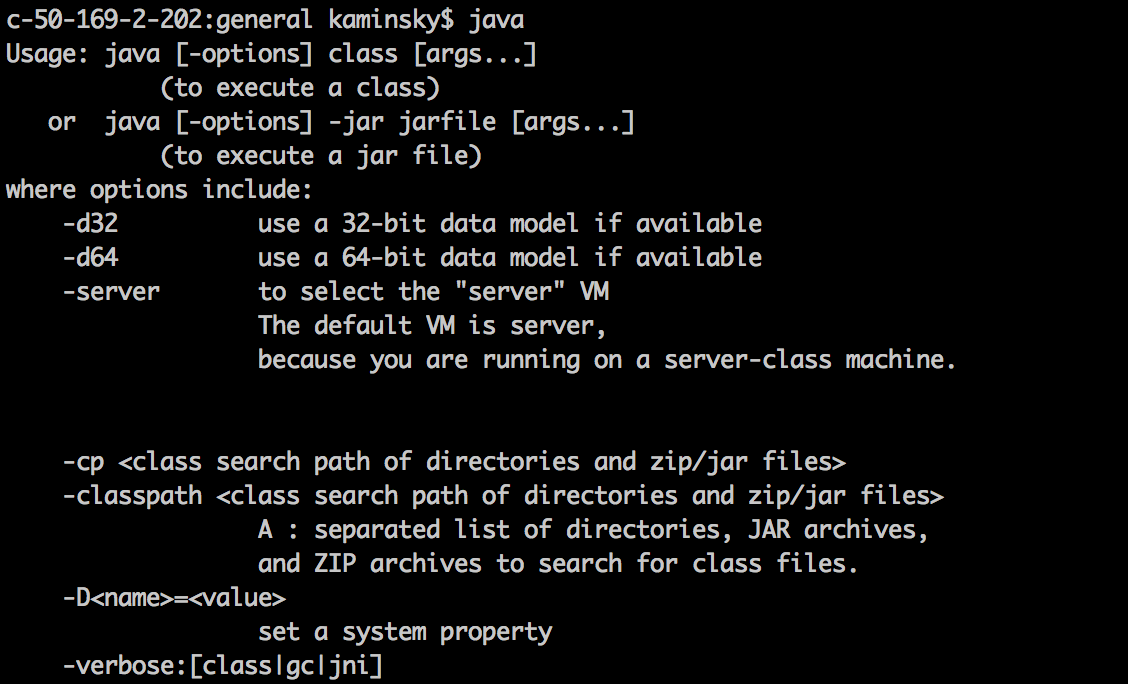 c-50-169-2-202:general kaminsky$ java
Usage: java [-options] class [args...]
           (to execute a class)
   or  java [-options] -jar jarfile [args...]
           (to execute a jar file)
where options include:
    -d32          use a 32-bit data model if available
    -d64          use a 64-bit data model if available
    -server       to select the "server" VM
                  The default VM is server,
                  because you are running on a server-class machine.


    -cp <class search path of directories and zip/jar files>
    -classpath <class search path of directories and zip/jar files>
                  A : separated list of directories, JAR archives,
                  and ZIP archives to search for class files.
    -D<name>=<value>
                  set a system property
    -verbose:[class|gc|jni]